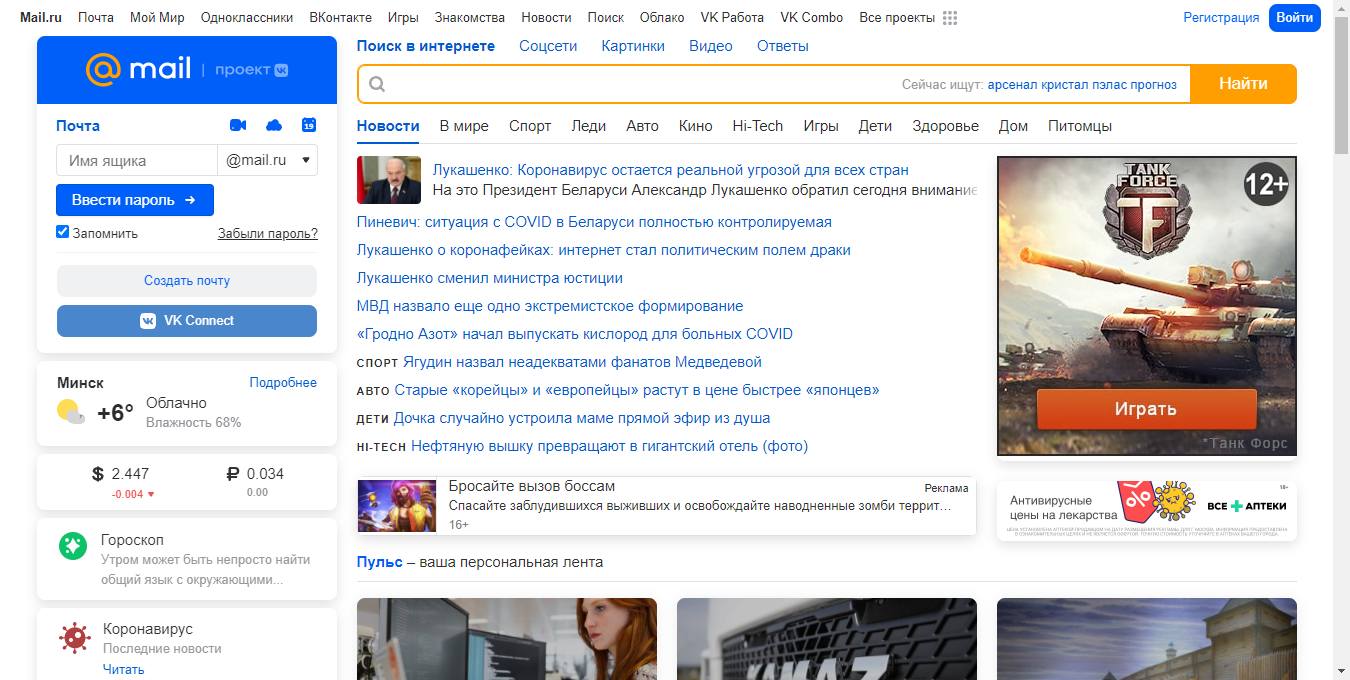 Mail.ru Почта Мой Мир Одноклассники ВКонтакте Игры Знакомства Новости Поиск Облако VK Работа VK Combo Все проекты Регистрация Войти
@mail | проект
Почта 19
Имя ящика @mail.ru
Ввести пароль →
Запомнить Забыли пароль?
Создать почту
VK Connect
Минск Подробнее
+6° Облачно
Влажность 68%
$ 2.447 ₽ 0.034
-0.004 0.00
Гороскоп
Утром может быть непросто найти
общий язык с окружающими...
Коронавирус
Последние новости
Читать
Поиск в интернете Соцсети Картинки Видео Ответы
Сейчас ищут: арсенал кристал пэлас прогноз Найти
Новости В мире Спорт Леди Авто Кино Hi-Tech Игры Дети Здоровье Дом Питомцы
Лукашенко: Коронавирус остается реальной угрозой для всех стран
На это Президент Беларуси Александр Лукашенко обратил сегодня внимание
Пиневич: ситуация с COVID в Беларуси полностью контролируемая
Лукашенко о коронафейках: интернет стал политическим полем драки
Лукашенко сменил министра юстиции
МВД назвало еще одно экстремистское формирование
«Гродно Азот» начал выпускать кислород для больных COVID
СПОРТ Ягудин назвал неадекватами фанатов Медведевой
АВТО Старые «корейцы» и «европейцы» растут в цене быстрее «японцев»
ДЕТИ Дочка случайно устроила маме прямой эфир из душа
HI-TECH Нефтяную вышку превращают в гигантский отель (фото)
Бросайте вызов боссам Реклама
Спасайте заблудившихся выживших и освобождайте наводненные зомби террит...
16+
Пульс – ваша персональная лента
KAMAZ
TANK
FORCE
12+
TF
Играть
*Танк Форс
Антивирусные
цены на лекарства
%
18+
ВСЕ + АПТЕКИ